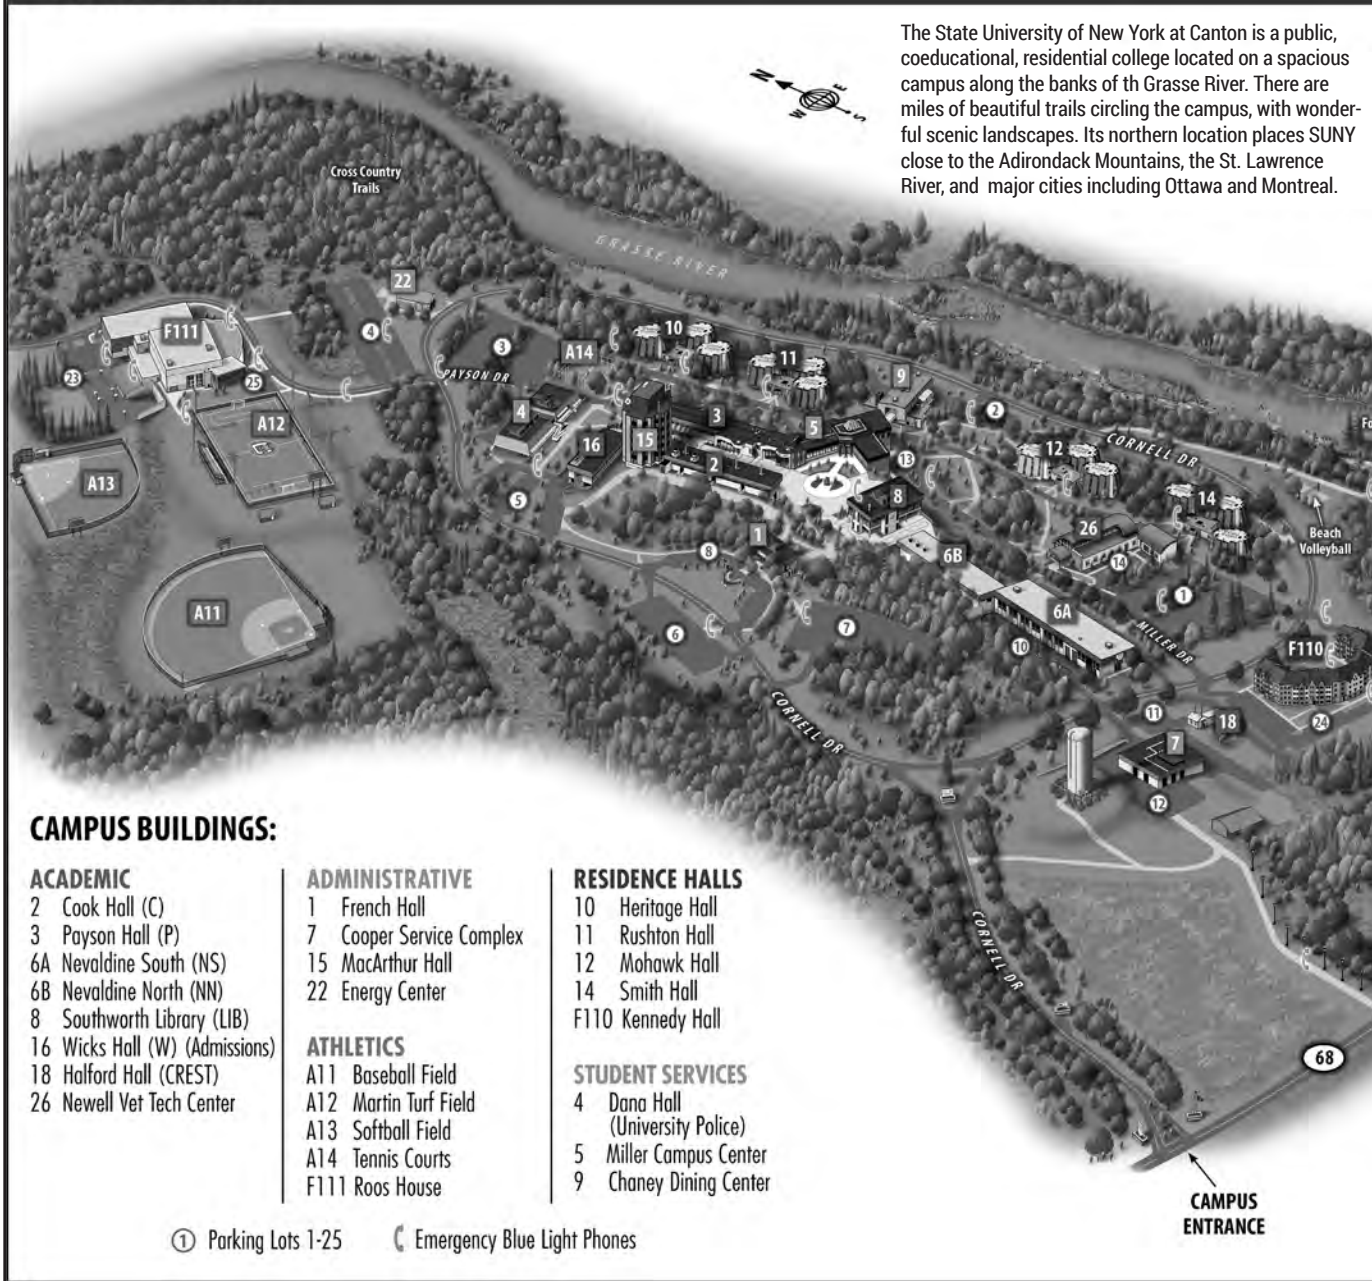 The State University of New York at Canton is a public,
coeducational, residential college located on a spacious
campus along the banks of th Grasse River. There are
miles of beautiful trails circling the campus, with wonder-
ful scenic landscapes. Its northern location places SUNY
close to the Adirondack Mountains, the St. Lawrence
River, and major cities including Ottawa and Montreal.
N
E
W
S
Cross Country
Trails
GRASSE RIVER
22
F111
4
10
3
A14
11
9
23
25
PAYSON DR
2
Fo
4
3
5
A12
16
15
12
CORNELL DR
A13
2
13
8
14
5
26
Beach
Volleyball
1
8
6B
14
1
A11
6A
6
7
10
MILLER DR
F110
CORNELL DR
11
18
24
7
12
CORNELL DR
68
CAMPUS
ENTRANCE
CAMPUS BUILDINGS:
ACADEMIC
2 Cook Hall (C)
3 Payson Hall (P)
6A Nevaldine South (NS)
6B Nevaldine North (NN)
8 Southworth Library (LIB)
16 Wicks Hall (W) (Admissions)
18 Halford Hall (CREST)
26 Newell Vet Tech Center
ADMINISTRATIVE
1 French Hall
7 Cooper Service Complex
15 MacArthur Hall
22 Energy Center
ATHLETICS
A11 Baseball Field
A12 Martin Turf Field
A13 Softball Field
A14 Tennis Courts
F111 Roos House
RESIDENCE HALLS
10 Heritage Hall
11 Rushton Hall
12 Mohawk Hall
14 Smith Hall
F110 Kennedy Hall
STUDENT SERVICES
4 Dana Hall
(University Police)
5 Miller Campus Center
9 Chaney Dining Center
1 Parking Lots 1-25
Emergency Blue Light Phones